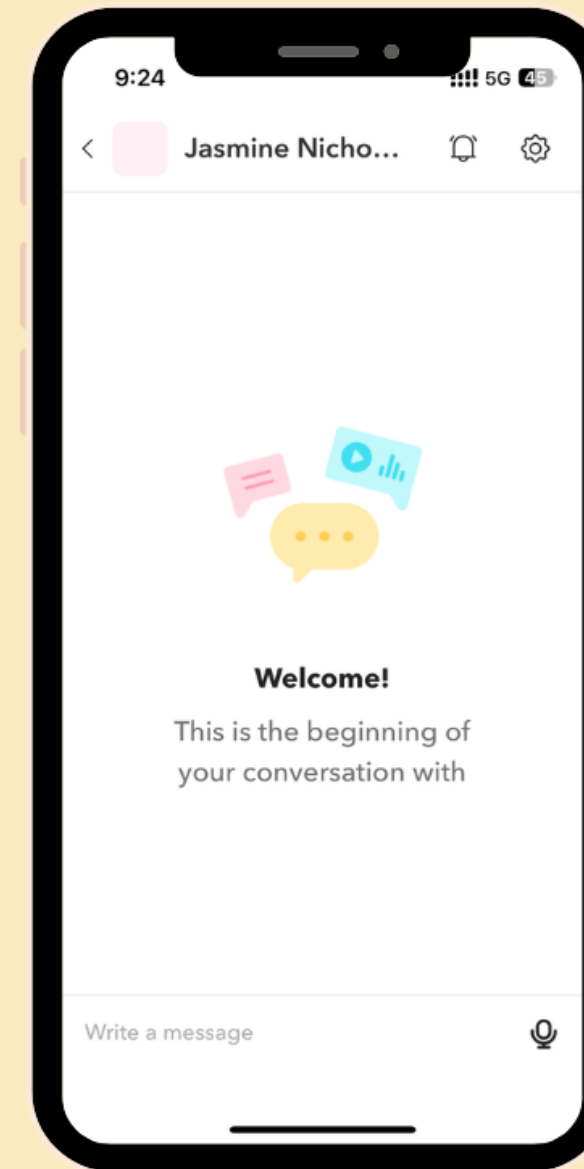 9:24
5G 45
Jasmine Nicho...
Welcome!
This is the beginning of
your conversation with
Write a message